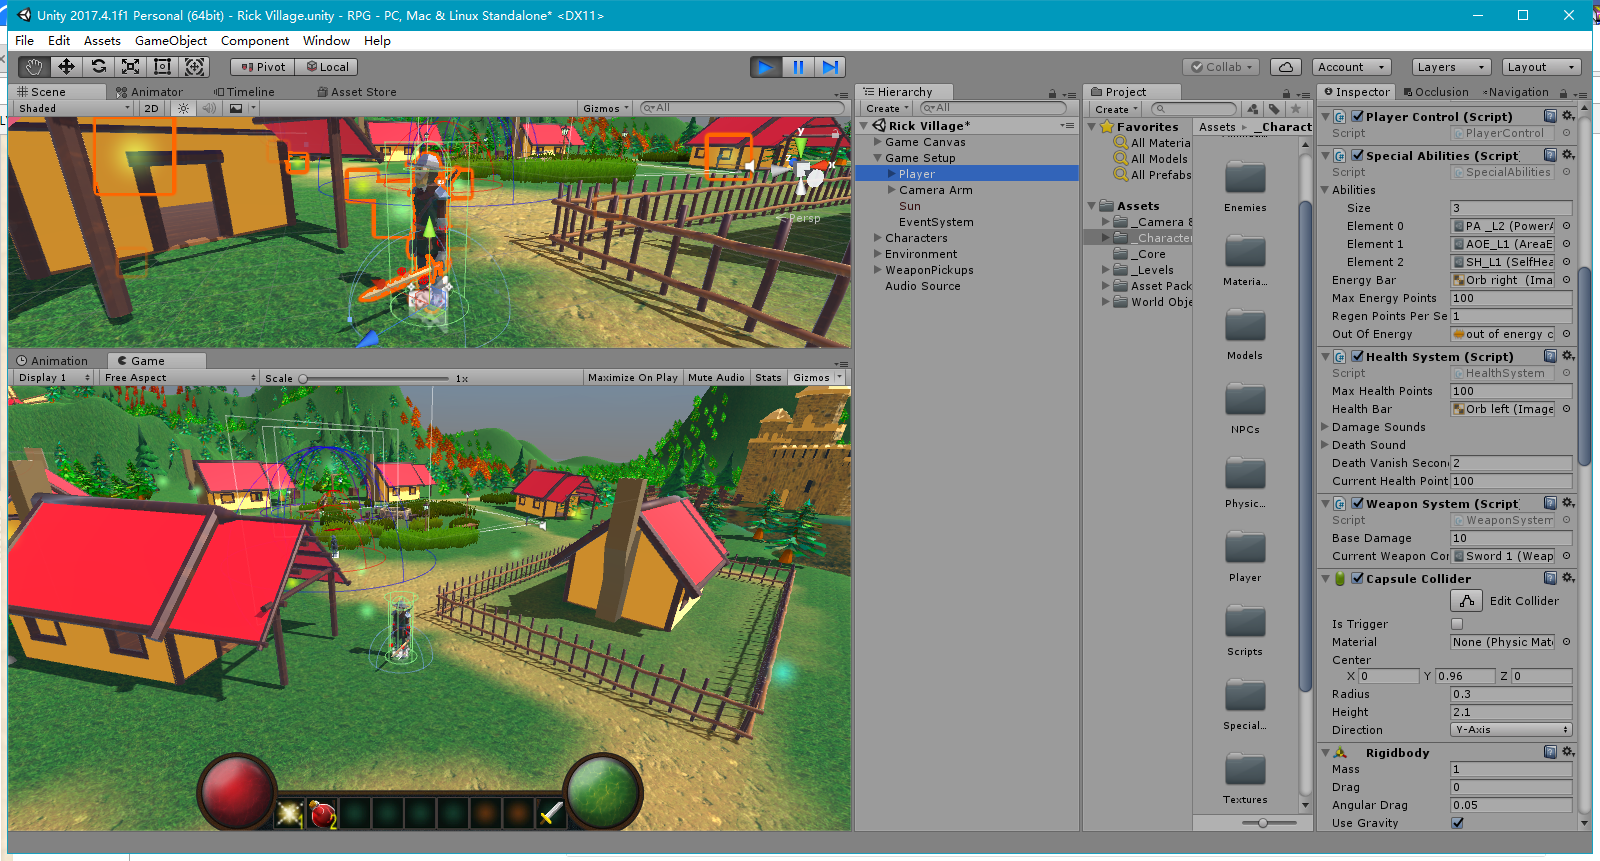 Unity 2017.4.1f1 Personal (64bit) - Rick Village.unity - RPG - PC, Mac & Linux Standalone* <DX11>
File Edit Assets GameObject Component Window Help
Pivot Local Collab Account Layers Layout
Scene Animator Timeline Asset Store
Shaded 2D Gizmos All
y
x
z
Persp
Animation Game
Display 1 Free Aspect Scale 1x Maximize On Play Mute Audio Stats Gizmos
1
2
Hierarchy
Create All
Rick Village*
Game Canvas
Game Setup
Player
Camera Arm
Sun
EventSystem
Characters
Environment
WeaponPickups
Audio Source
Project
Create
Favorites
All Materia
All Models
All Prefabs
Assets
_Camera &
_Character
_Core
_Levels
Asset Pack
World Obje
Assets _Charact
Enemies
Materia...
Models
NPCs
Physic...
Player
Scripts
Special...
Textures
Inspector Occlusion Navigation
Player Control (Script)
Script PlayerControl
Special Abilities (Script)
Script SpecialAbilities
Abilities
Size 3
Element 0 PA _L2 (PowerA
Element 1 AOE_L1 (AreaE
Element 2 SH_L1 (SelfHea
Energy Bar Orb right (Ima
Max Energy Points 100
Regen Points Per Se 1
Out Of Energy out of energy c
Health System (Script)
Script HealthSystem
Max Health Points 100
Health Bar Orb left (Image
Damage Sounds
Death Sound
Death Vanish Secon 2
Current Health Point 100
Weapon System (Script)
Script WeaponSystem
Base Damage 10
Current Weapon Cor Sword 1 (Weap
Capsule Collider
Edit Collider
Is Trigger
Material None (Physic Mat
Center
X 0 Y 0.96 Z 0
Radius 0.3
Height 2.1
Direction Y-Axis
Rigidbody
Mass 1
Drag 0
Angular Drag 0.05
Use Gravity